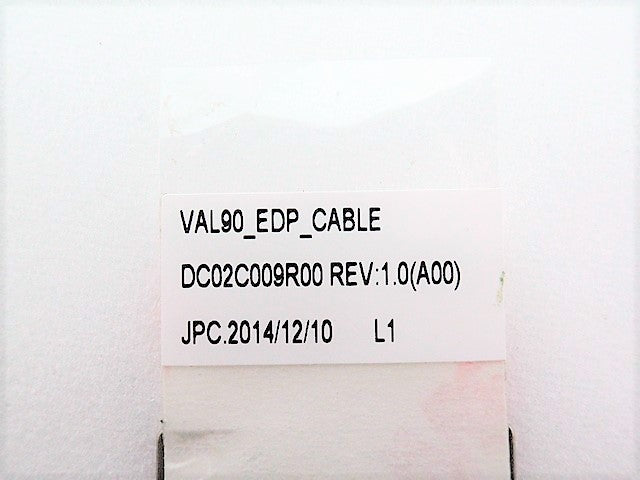 VAL90_EDP_CABLE
DC02C009R00 REV:1.0(A00)
JPC.2014/12/10 L1